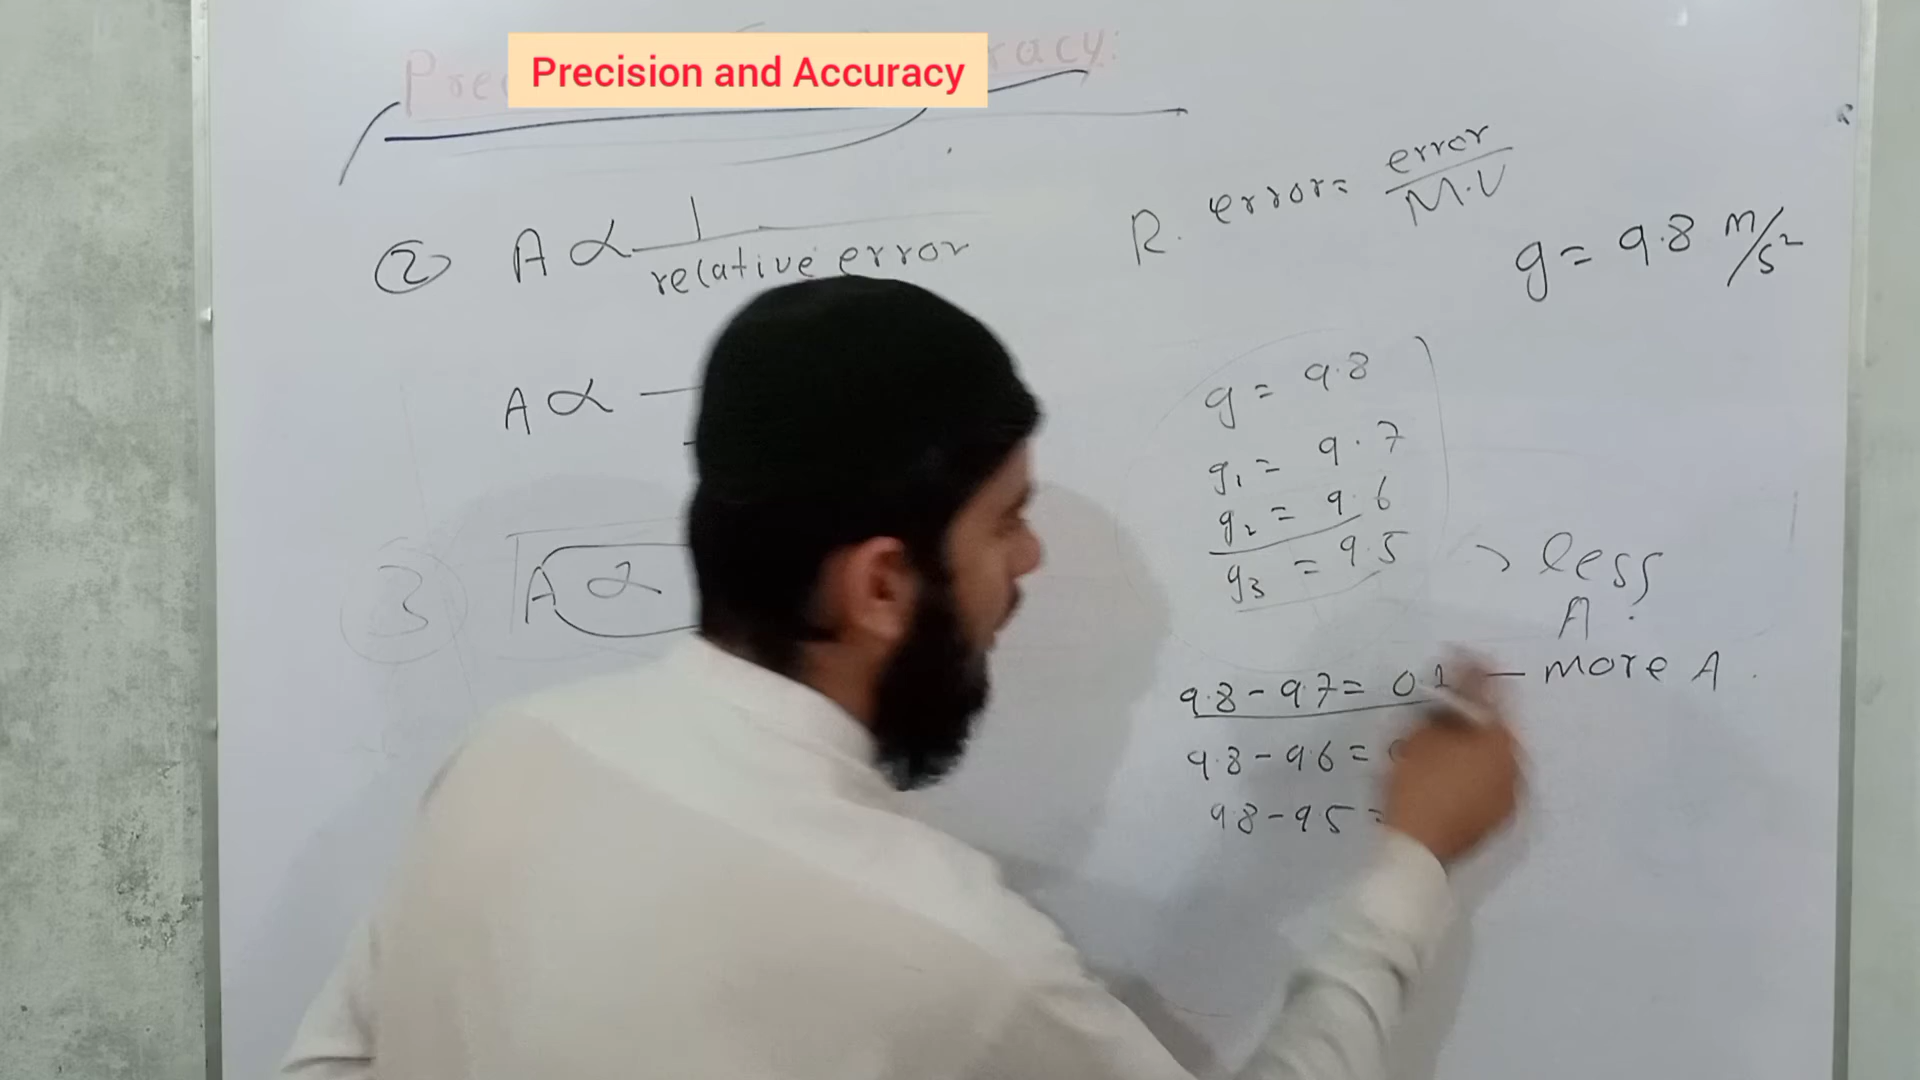 Precision and Accuracy
② A ∝ 1 / relative error
R. error = error / M.V
g = 9.8 m/s²
A ∝
3 A ∝
g = 9.8
g₁ = 9.7
g₂ = 9.6
g₃ = 9.5
less
A.
9.8 - 9.7 = 0.1 — more A.
9.8 - 9.6 =
9.8 - 9.5 =